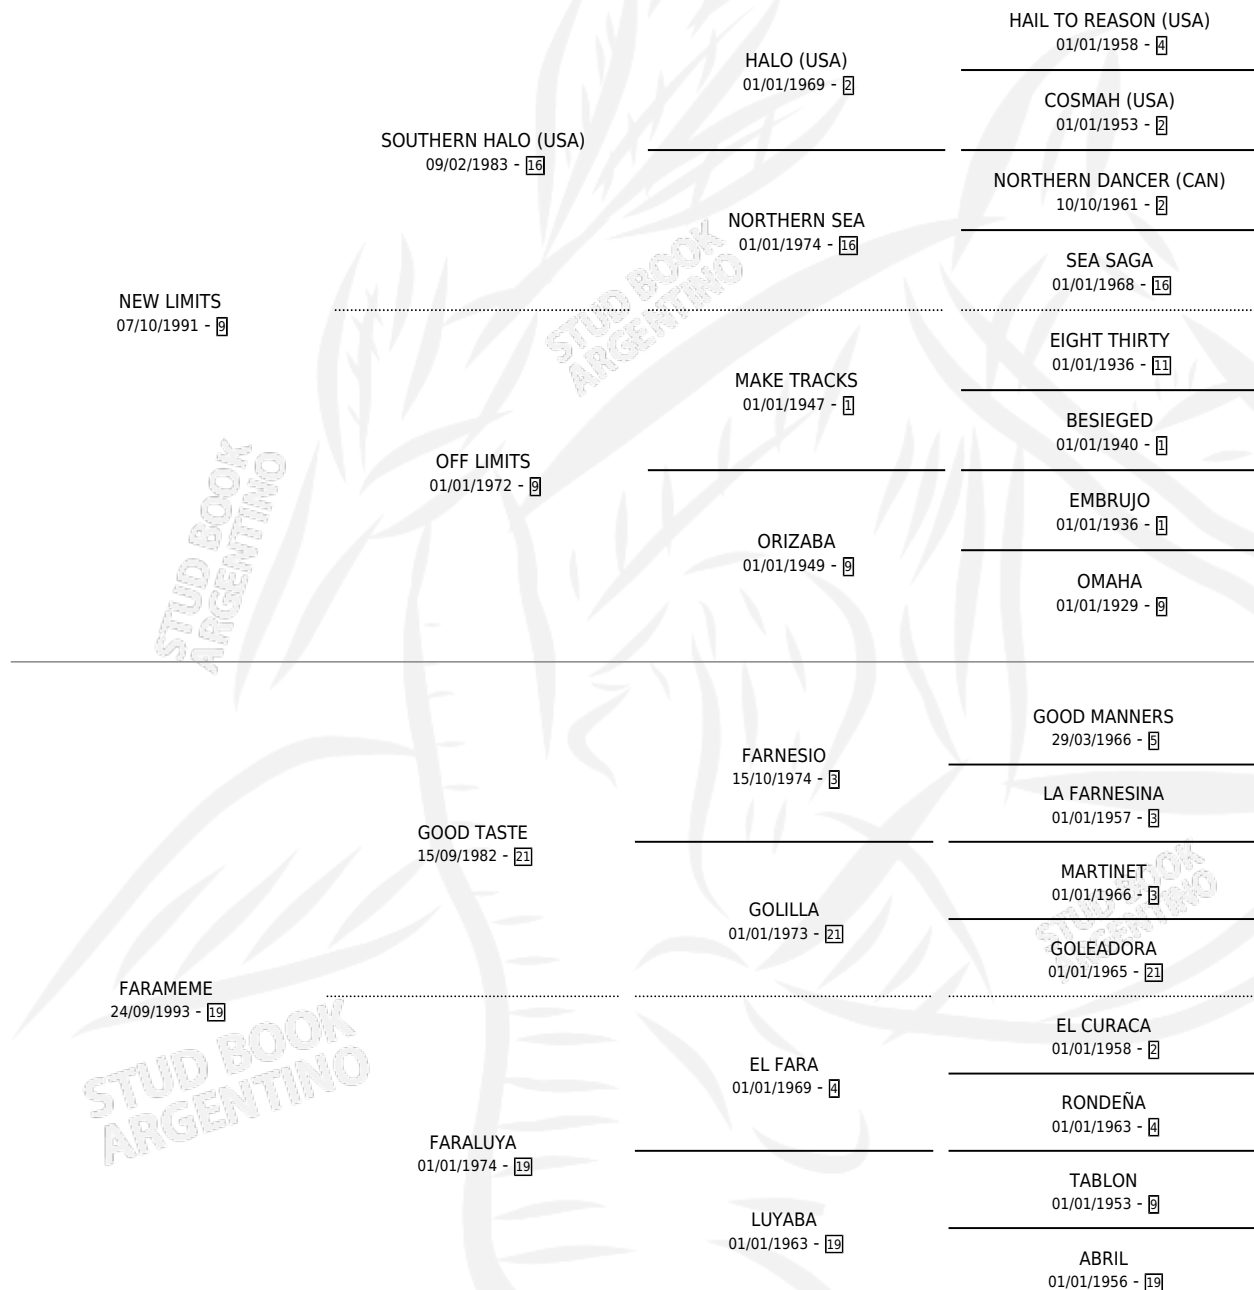 HAIL TO REASON (USA)
01/01/1958 - 4
HALO (USA)
01/01/1969 - 2
COSMAH (USA)
01/01/1953 - 2
SOUTHERN HALO (USA)
09/02/1983 - 16
NORTHERN DANCER (CAN)
10/10/1961 - 2
NORTHERN SEA
01/01/1974 - 16
SEA SAGA
01/01/1968 - 16
NEW LIMITS
07/10/1991 - 9
EIGHT THIRTY
01/01/1936 - 11
MAKE TRACKS
01/01/1947 - 1
BESIEGED
01/01/1940 - 1
OFF LIMITS
01/01/1972 - 9
EMBRUJO
01/01/1936 - 1
ORIZABA
01/01/1949 - 9
OMAHA
01/01/1929 - 9
GOOD MANNERS
29/03/1966 - 5
FARNESIO
15/10/1974 - 3
LA FARNESINA
01/01/1957 - 3
GOOD TASTE
15/09/1982 - 21
MARTINET
01/01/1966 - 3
GOLILLA
01/01/1973 - 21
GOLEADORA
01/01/1965 - 21
FARAMEME
24/09/1993 - 19
EL CURACA
01/01/1958 - 2
EL FARA
01/01/1969 - 4
RONDEÑA
01/01/1963 - 4
FARALUYA
01/01/1974 - 19
TABLON
01/01/1953 - 9
LUYABA
01/01/1963 - 19
ABRIL
01/01/1956 - 19
STUD BOOK
ARGENTINO
STUD BOOK
ARGENTINO
STUD BOOK
ARGENTINO
STUD BOOK
ARGENTINO